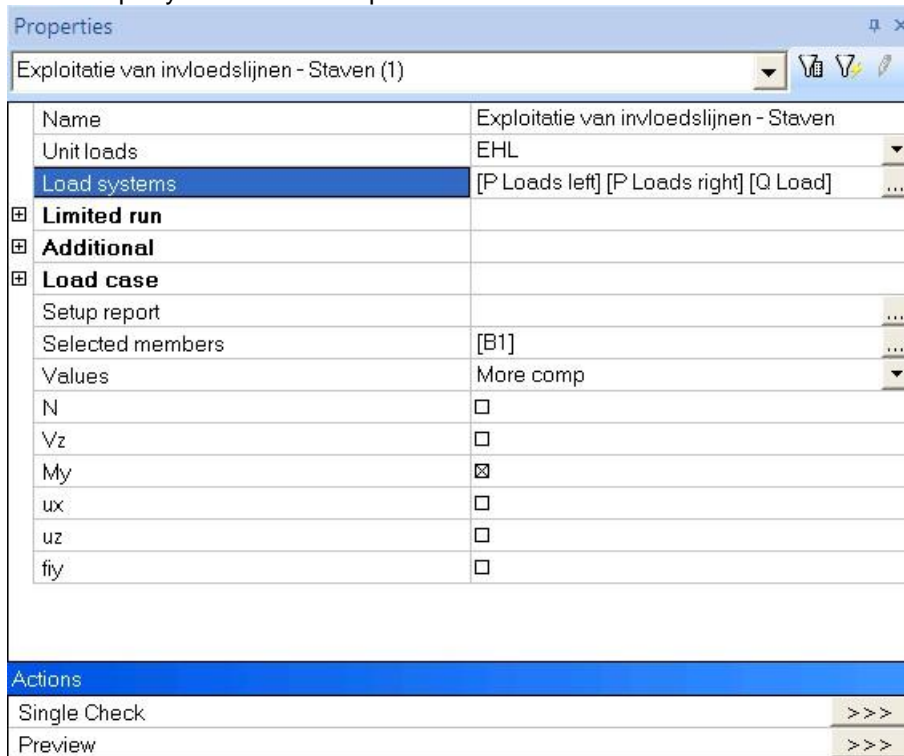 Properties
Exploitatie van invloedslijnen - Staven (1)
Name Exploitatie van invloedslijnen - Staven
Unit loads EHL
Load systems [P Loads left] [P Loads right] [Q Load] ...
Limited run
Additional
Load case
Setup report ...
Selected members [B1] ...
Values More comp
N
Vz
My
ux
uz
fiy
Actions
Single Check >>>
Preview >>>